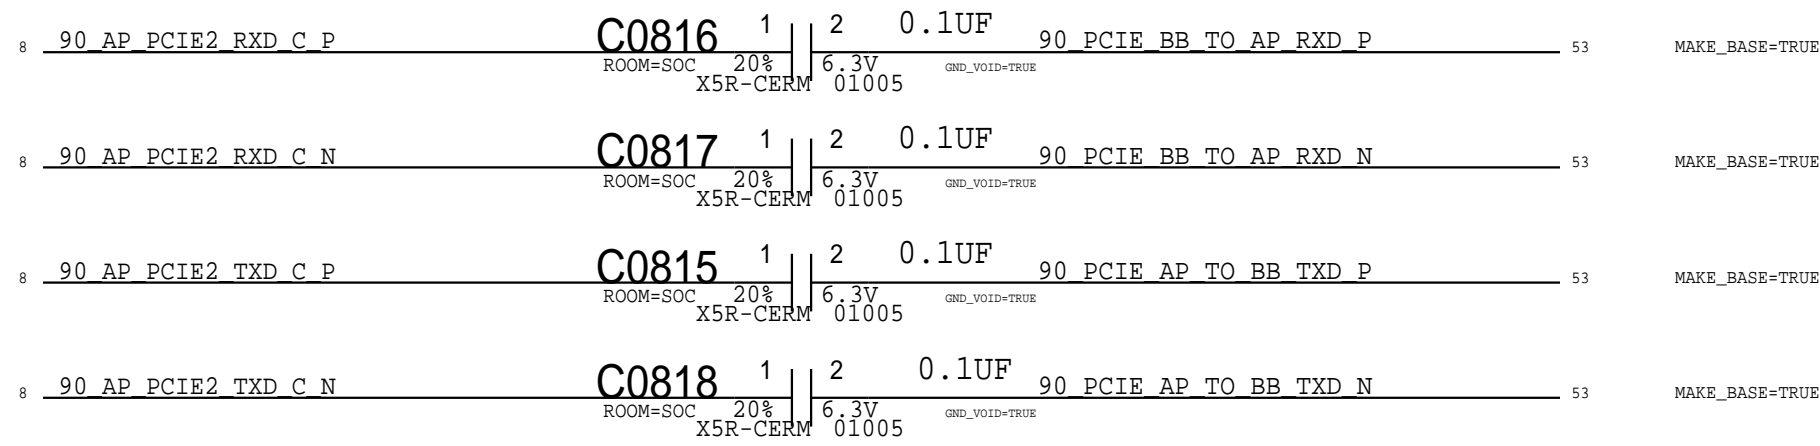 C0816 1 2 0.1UF
8 90_AP_PCIE2_RXD_C_P 90_PCIE_BB_TO_AP_RXD_P 53 MAKE_BASE=TRUE
ROOM=SOC 20% 6.3V GND_VOID=TRUE
X5R-CERM 01005
C0817 1 2 0.1UF
8 90_AP_PCIE2_RXD_C_N 90_PCIE_BB_TO_AP_RXD_N 53 MAKE_BASE=TRUE
ROOM=SOC 20% 6.3V GND_VOID=TRUE
X5R-CERM 01005
C0815 1 2 0.1UF
8 90_AP_PCIE2_TXD_C_P 90_PCIE_AP_TO_BB_TXD_P 53 MAKE_BASE=TRUE
ROOM=SOC 20% 6.3V GND_VOID=TRUE
X5R-CERM 01005
C0818 1 2 0.1UF
8 90_AP_PCIE2_TXD_C_N 90_PCIE_AP_TO_BB_TXD_N 53 MAKE_BASE=TRUE
ROOM=SOC 20% 6.3V GND_VOID=TRUE
X5R-CERM 01005